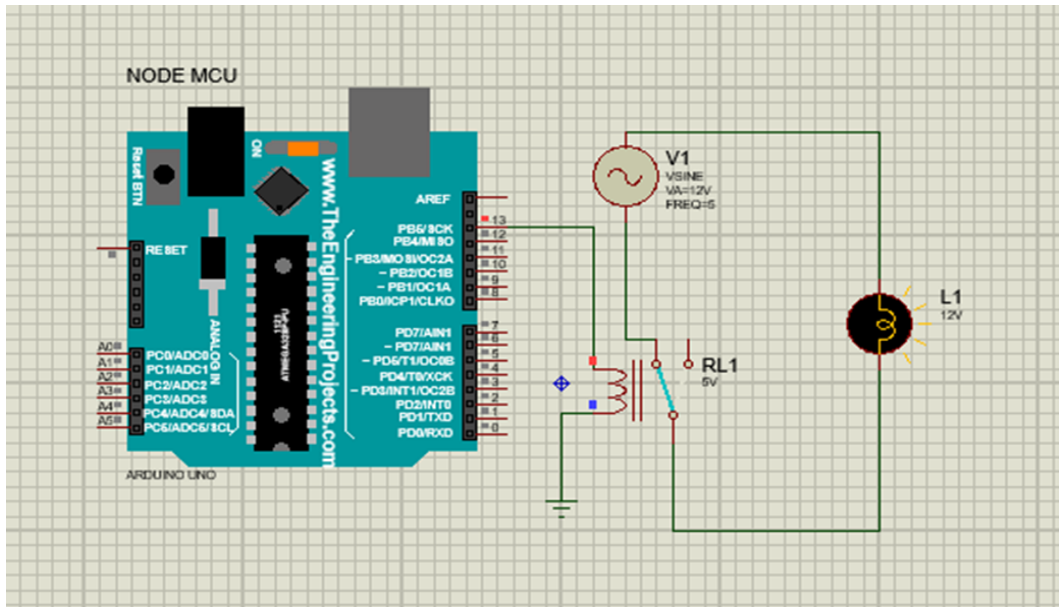 NODE MCU
Reset BTN
ON
www.TheEngineeringProjects.com
RESET
AREF
PB5/SCK
13
PB4/MISO
12
PB3/MOSI/OC2A
11
~ PB2/OC1B
10
~ PB1/OC1A
9
PB0/ICP1/CLKO
8
PD7/AIN1
7
~ PD7/AIN1
6
~ PD5/T1/OC0B
5
PD4/T0/XCK
4
~ PD3/INT1/OC2B
3
PD2/INT0
2
PD1/TXD
1
PD0/RXD
0
ANALOG IN
A0
PC0/ADC0
A1
PC1/ADC1
A2
PC2/ADC2
A3
PC3/ADC3
A4
PC4/ADC4/SDA
A5
PC5/ADC5/SCL
1121
ARDUINO UNO
V1
VSINE
VA=12V
FREQ=5
RL1
5V
L1
12V